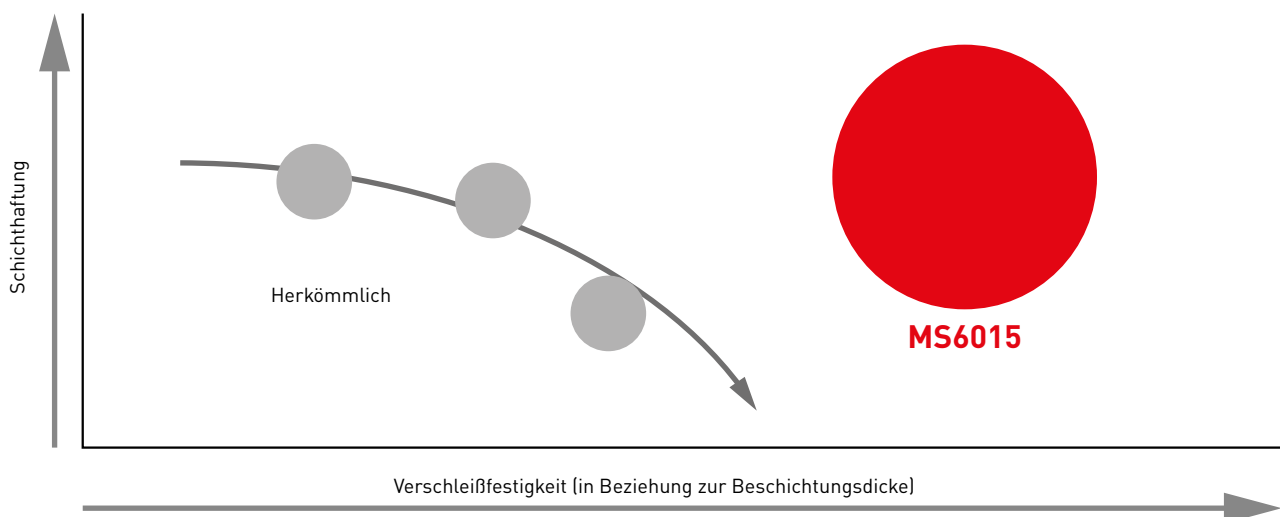 Schichthaftung
Herkömmlich
MS6015
Verschleißfestigkeit (in Beziehung zur Beschichtungsdicke)